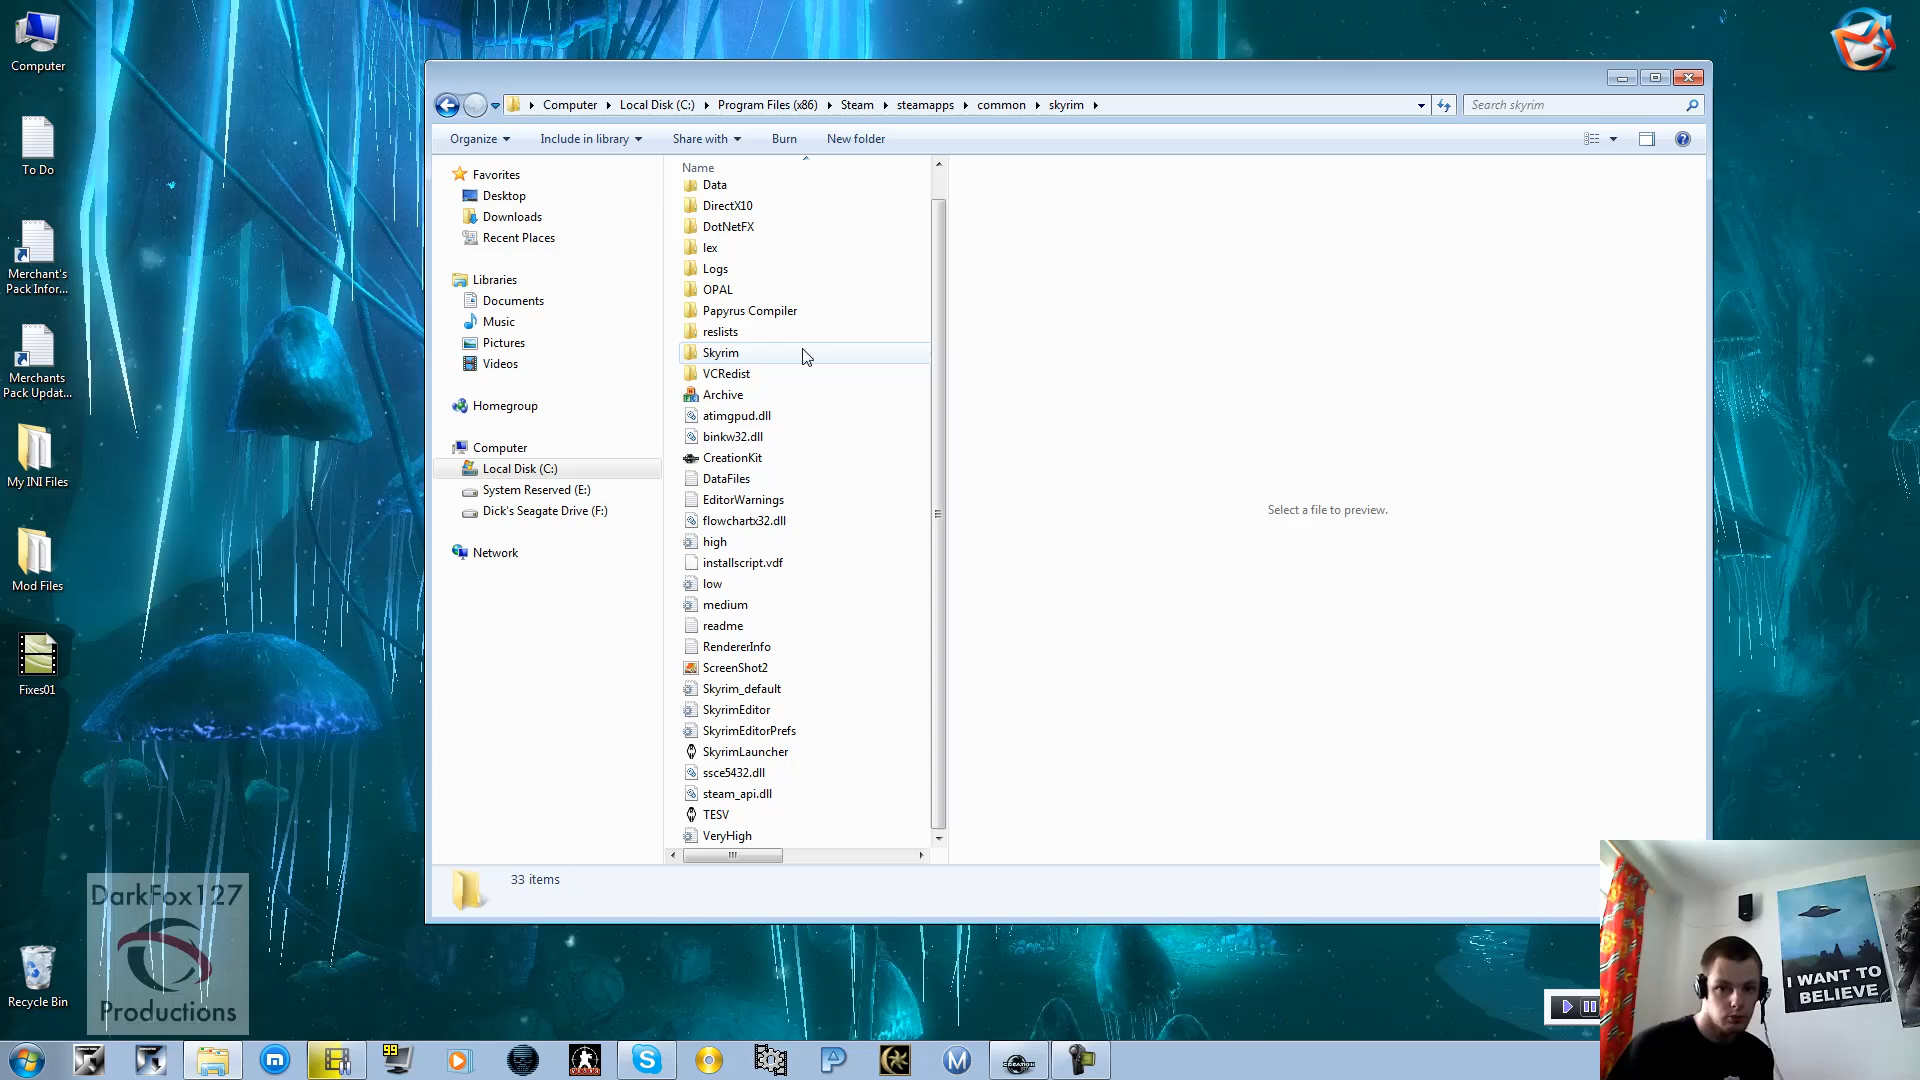 Computer
To Do
Merchant's
Pack Infor...
Merchants
Pack Updat...
My INI Files
Mod Files
Fixes01
DarkFox127
Productions
Recycle Bin
Computer
Local Disk (C:)
Program Files (x86)
Steam
steamapps
common
skyrim
Search skyrim
Organize
Include in library
Share with
Burn
New folder
Favorites
Desktop
Downloads
Recent Places
Libraries
Documents
Music
Pictures
Videos
Homegroup
Computer
Local Disk (C:)
System Reserved (E:)
Dick's Seagate Drive (F:)
Network
Name
Data
DirectX10
DotNetFX
lex
Logs
OPAL
Papyrus Compiler
reslists
Skyrim
VCRedist
Archive
atimgpud.dll
binkw32.dll
CreationKit
DataFiles
EditorWarnings
flowchartx32.dll
high
installscript.vdf
low
medium
readme
RendererInfo
ScreenShot2
Skyrim_default
SkyrimEditor
SkyrimEditorPrefs
SkyrimLauncher
ssce5432.dll
steam_api.dll
TESV
VeryHigh
Select a file to preview.
33 items
I WANT TO
BELIEVE
99